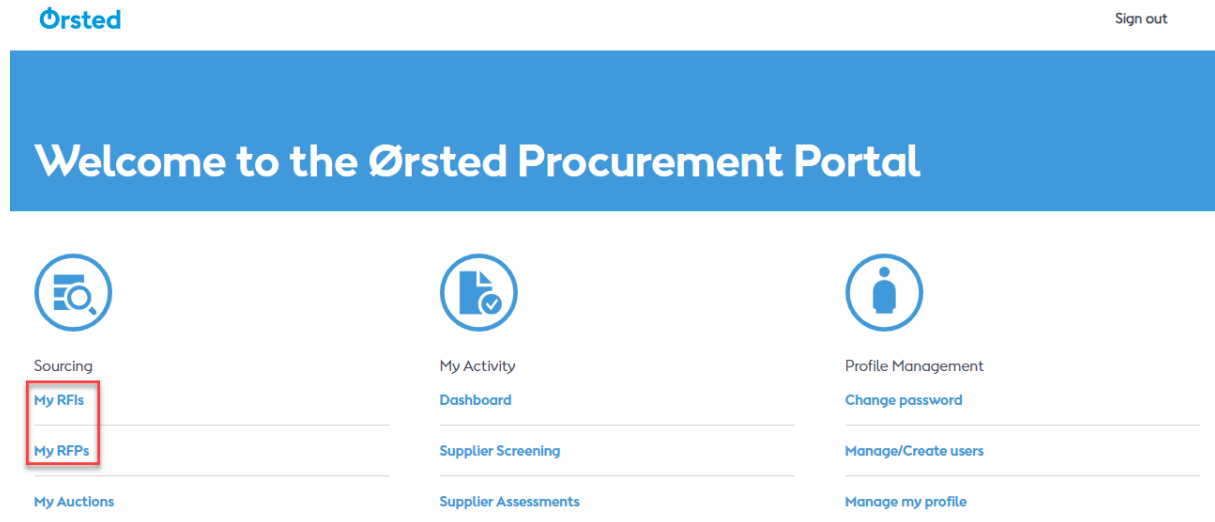 Ørsted
Sign out
Welcome to the Ørsted Procurement Portal
Sourcing
My RFIs
My RFPs
My Auctions
My Activity
Dashboard
Supplier Screening
Supplier Assessments
Profile Management
Change password
Manage/Create users
Manage my profile